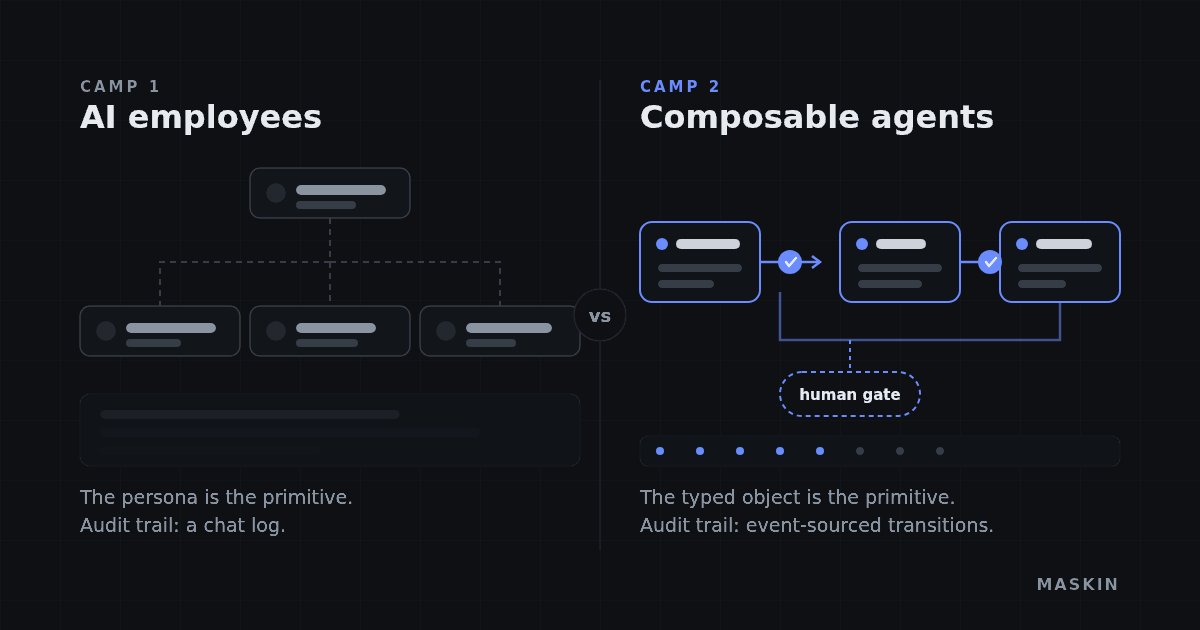 CAMP 1
AI employees
vs
The persona is the primitive.
Audit trail: a chat log.
CAMP 2
Composable agents
human gate
The typed object is the primitive.
Audit trail: event-sourced transitions.
MASKIN